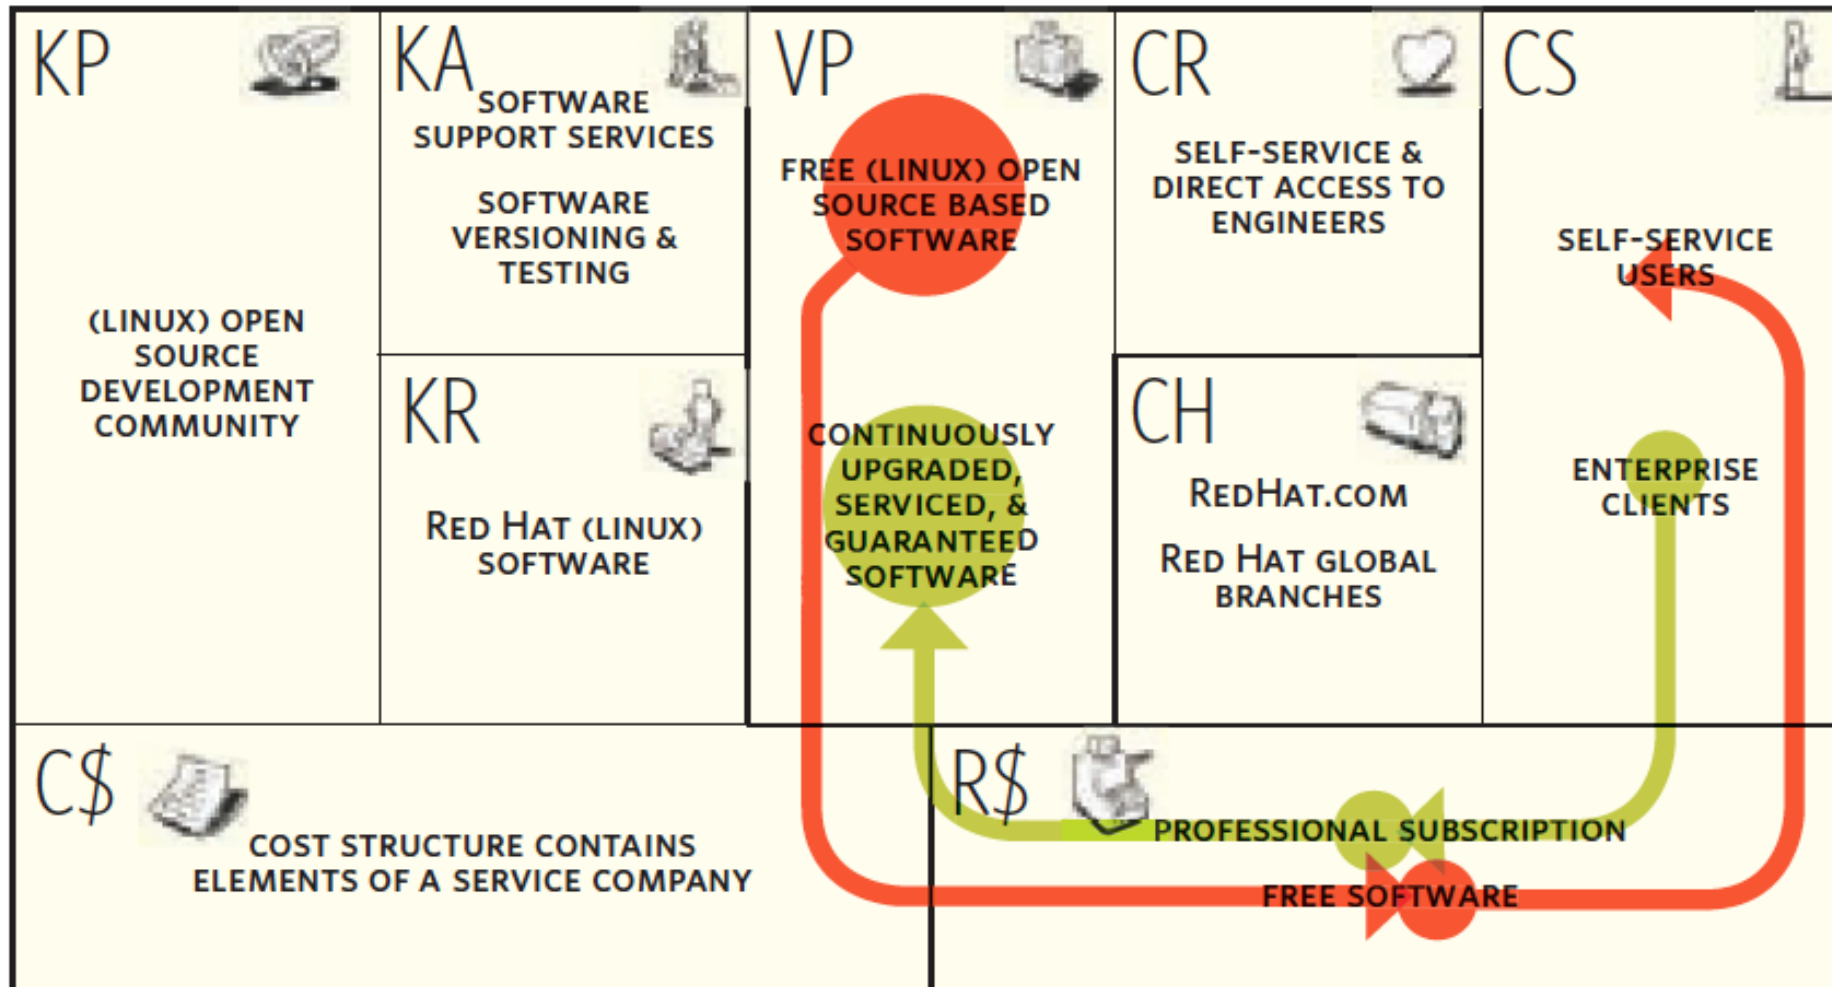 KP
(LINUX) OPEN
SOURCE
DEVELOPMENT
COMMUNITY
KA
SOFTWARE
SUPPORT SERVICES
SOFTWARE
VERSIONING &
TESTING
KR
RED HAT (LINUX)
SOFTWARE
VP
FREE (LINUX) OPEN
SOURCE BASED
SOFTWARE
CONTINUOUSLY
UPGRADED,
SERVICED, &
GUARANTEED
SOFTWARE
CR
SELF-SERVICE &
DIRECT ACCESS TO
ENGINEERS
CH
REDHAT.COM
RED HAT GLOBAL
BRANCHES
CS
SELF-SERVICE
USERS
ENTERPRISE
CLIENTS
C$
COST STRUCTURE CONTAINS
ELEMENTS OF A SERVICE COMPANY
R$
PROFESSIONAL SUBSCRIPTION
FREE SOFTWARE